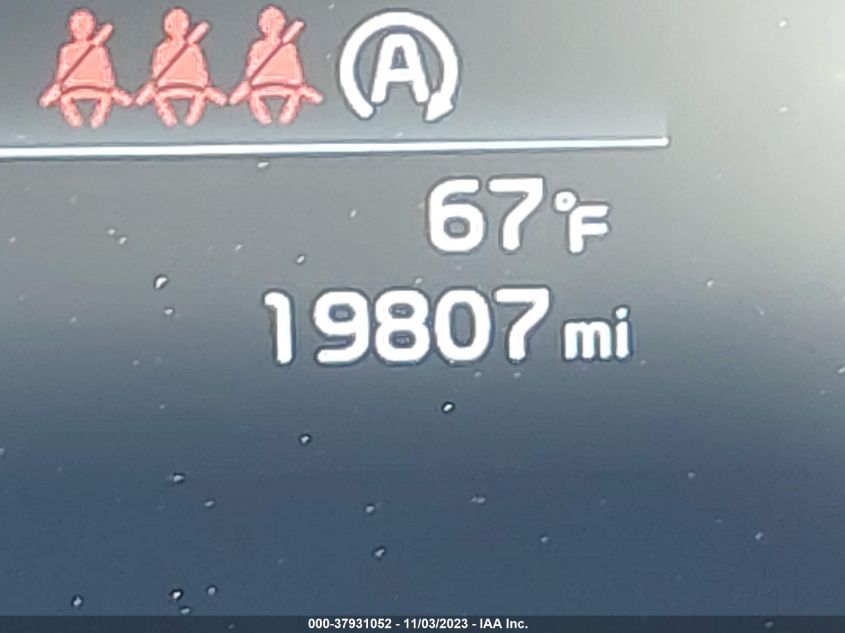 A
67°F
19807 mi
000-37931052 - 11/03/2023 - IAA Inc.